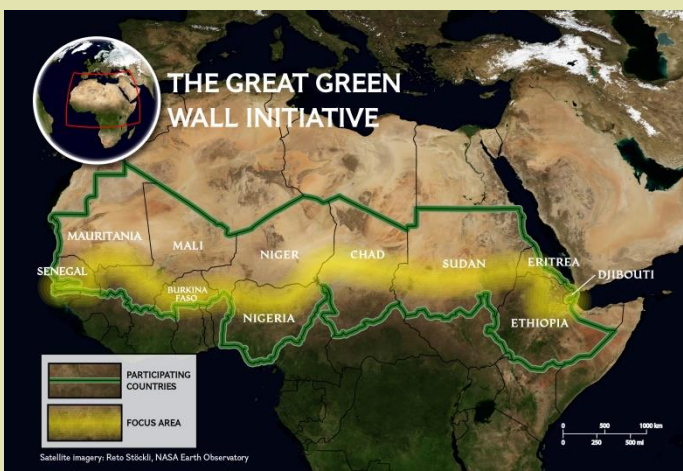 THE GREAT GREEN
WALL INITIATIVE
MAURITANIA
MALI
NIGER
CHAD
SUDAN
ERITREA
DJIBOUTI
SENEGAL
BURKINA
FASO
NIGERIA
ETHIOPIA
PARTICIPATING
COUNTRIES
FOCUS AREA
0 500 1000 km
0 250 500 ml
Satellite imagery: Reto Stöckli, NASA Earth Observatory